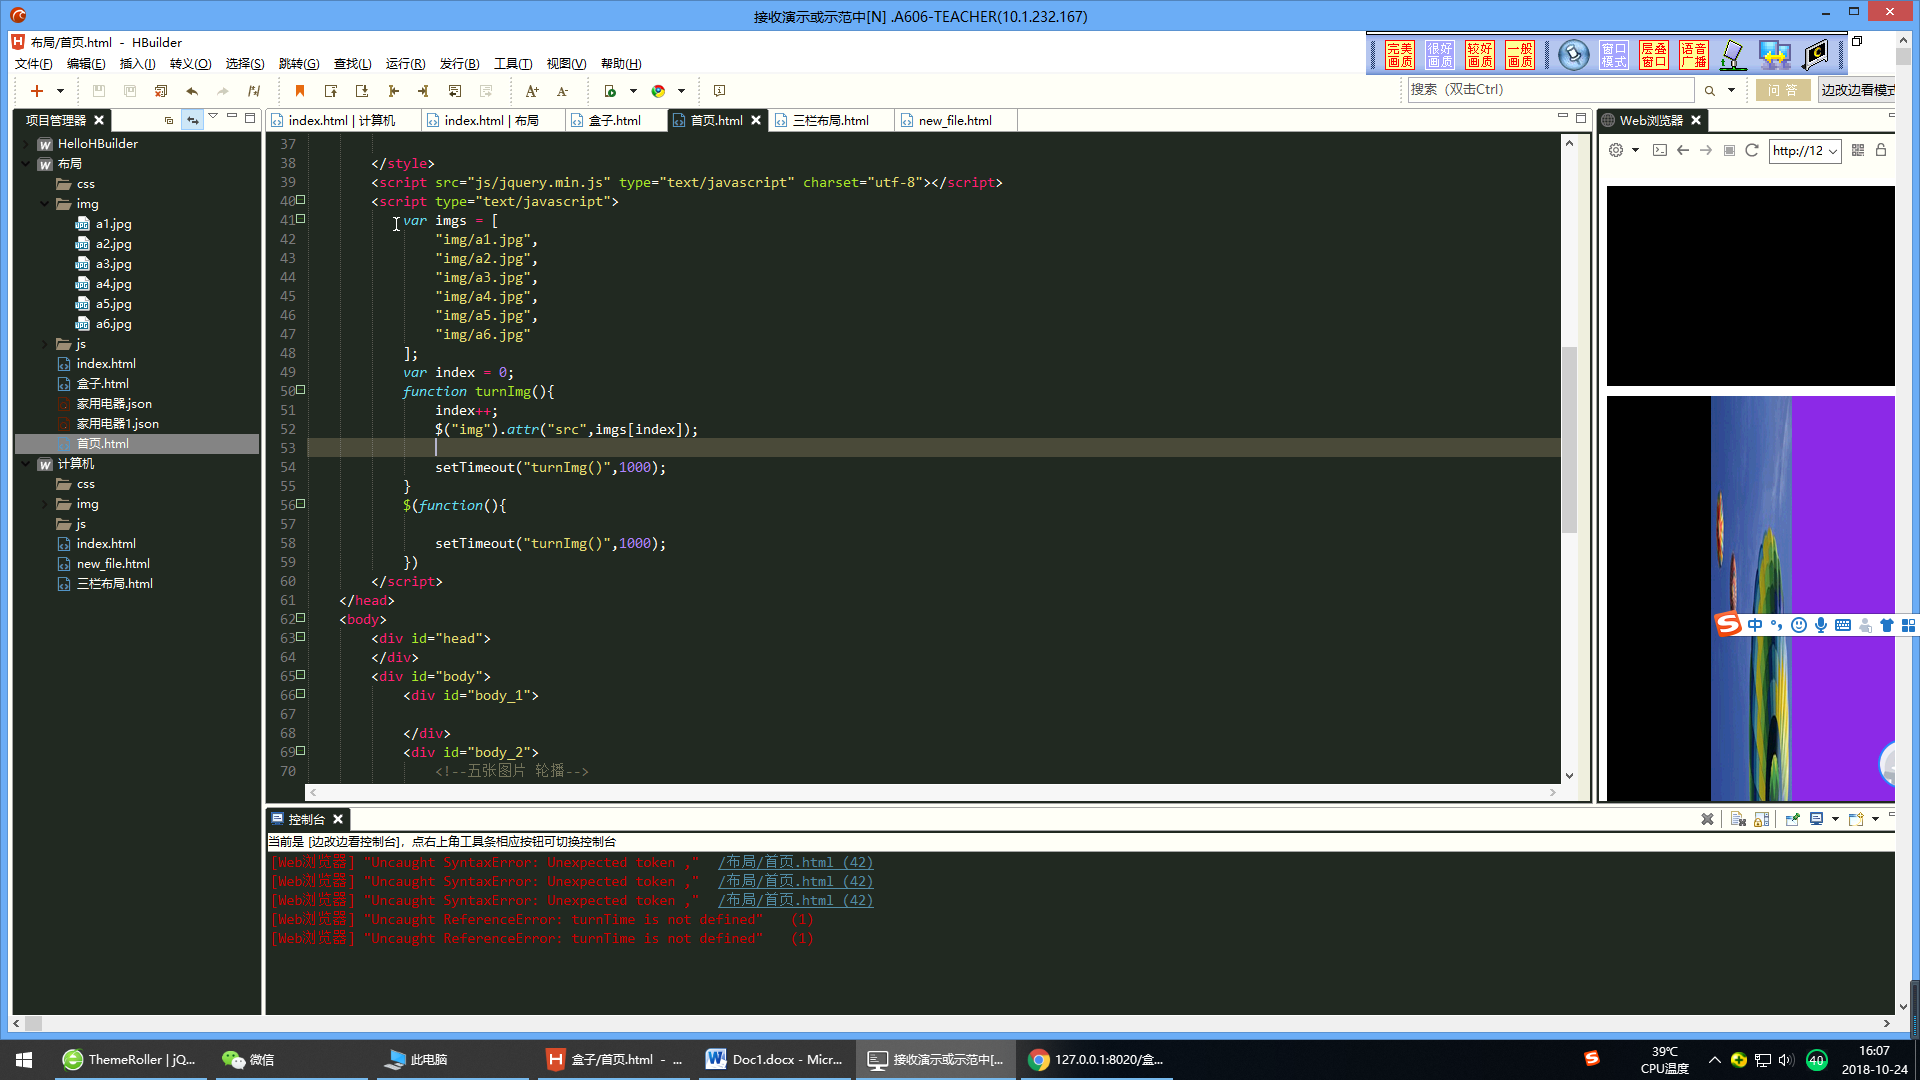 接收演示或示范中[N] .A606-TEACHER(10.1.232.167)
布局/首页.html - HBuilder
文件(F) 编辑(E) 插入(I) 转义(O) 选择(S) 跳转(G) 查找(L) 运行(R) 发行(B) 工具(T) 视图(V) 帮助(H)
完美画质 很好画质 较好画质 一般画质 窗口模式 层叠窗口 语音广播
搜索（双击Ctrl） 问 答 边改边看模式
项目管理器
HelloHBuilder
布局
css
img
a1.jpg
a2.jpg
a3.jpg
a4.jpg
a5.jpg
a6.jpg
js
index.html
盒子.html
家用电器.json
家用电器1.json
首页.html
计算机
css
img
js
index.html
new_file.html
三栏布局.html
index.html | 计算机 index.html | 布局 盒子.html 首页.html 三栏布局.html new_file.html
37
38 </style>
39 <script src="js/jquery.min.js" type="text/javascript" charset="utf-8"></script>
40 <script type="text/javascript">
41 var imgs = [
42 "img/a1.jpg",
43 "img/a2.jpg",
44 "img/a3.jpg",
45 "img/a4.jpg",
46 "img/a5.jpg",
47 "img/a6.jpg"
48 ];
49 var index = 0;
50 function turnImg(){
51 index++;
52 $("img").attr("src",imgs[index]);
53
54 setTimeout("turnImg()",1000);
55 }
56 $(function(){
57
58 setTimeout("turnImg()",1000);
59 })
60 </script>
61 </head>
62 <body>
63 <div id="head">
64 </div>
65 <div id="body">
66 <div id="body_1">
67
68 </div>
69 <div id="body_2">
70 <!--五张图片 轮播-->
Web浏览器
http://12
中
控制台
当前是 [边改边看控制台]，点右上角工具条相应按钮可切换控制台
[Web浏览器] "Uncaught SyntaxError: Unexpected token ," /布局/首页.html (42)
[Web浏览器] "Uncaught SyntaxError: Unexpected token ," /布局/首页.html (42)
[Web浏览器] "Uncaught SyntaxError: Unexpected token ," /布局/首页.html (42)
[Web浏览器] "Uncaught ReferenceError: turnTime is not defined" (1)
[Web浏览器] "Uncaught ReferenceError: turnTime is not defined" (1)
ThemeRoller | jQ... 微信 此电脑 盒子/首页.html - ... Doc1.docx - Micr... 接收演示或示范中[... 127.0.0.1:8020/盒...
39℃
CPU温度
40
16:07
2018-10-24